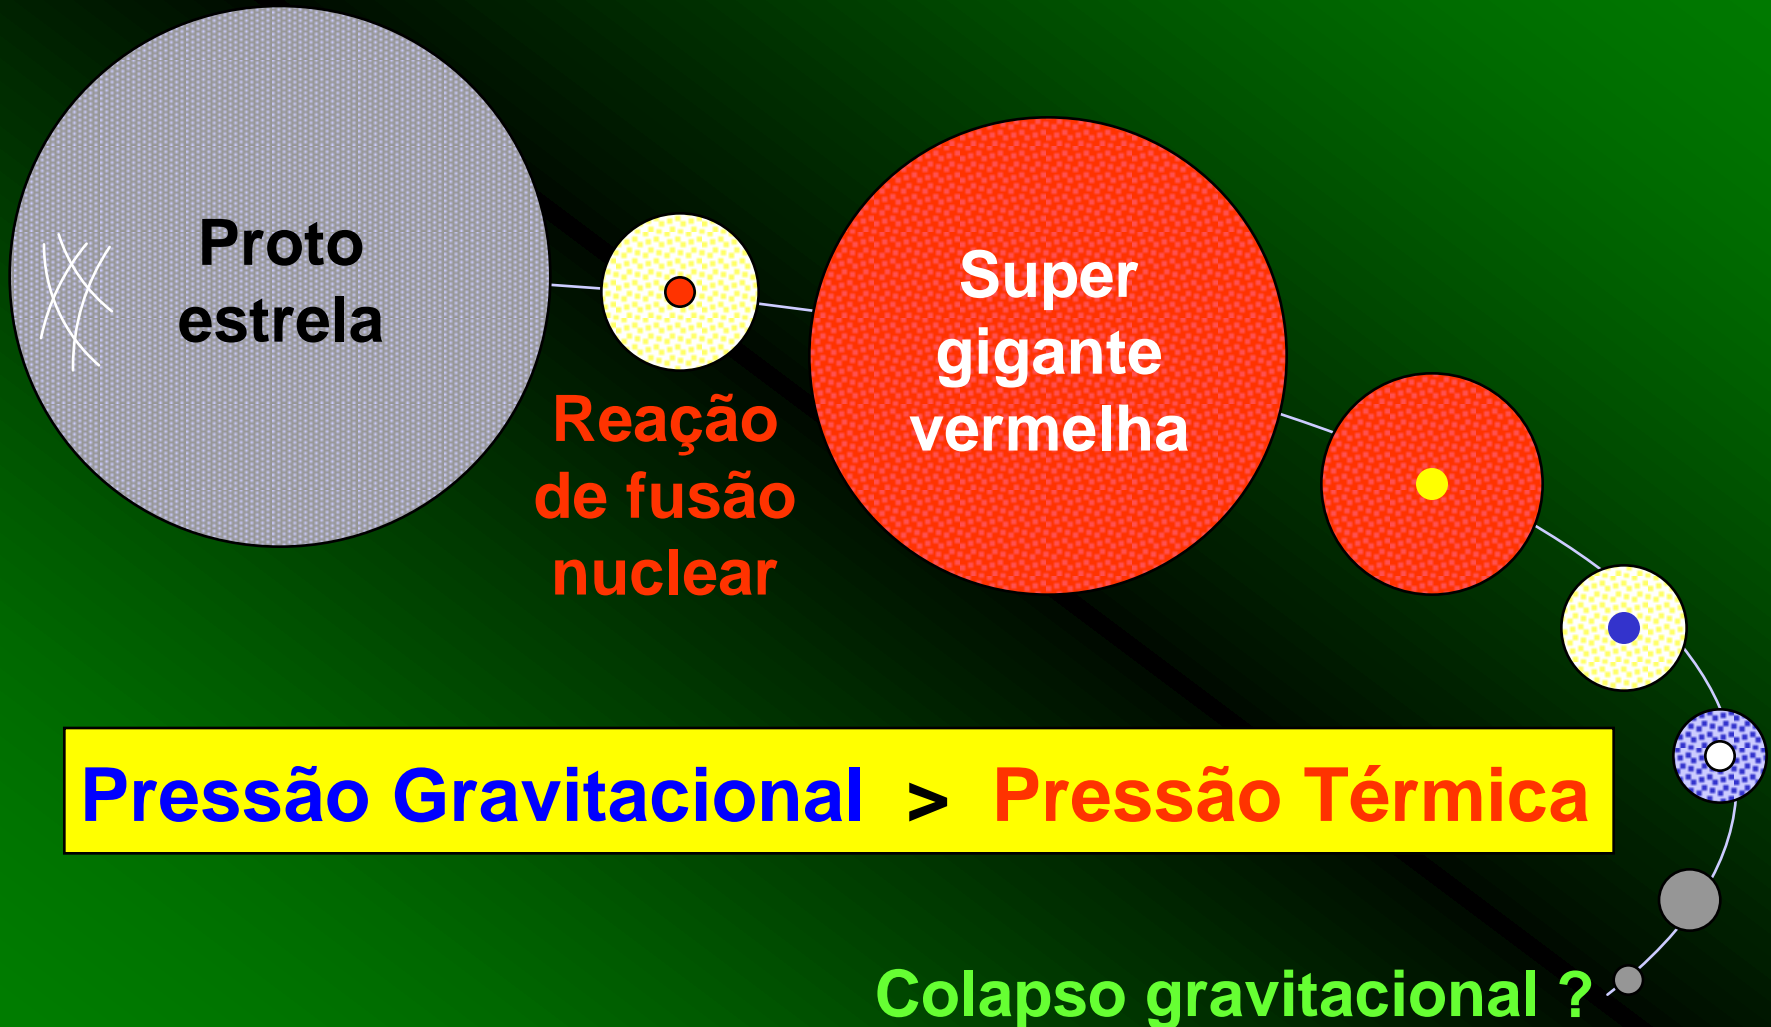 Proto
estrela
Reação
de fusão
nuclear
Super
gigante
vermelha
Pressão Gravitacional > Pressão Térmica
Colapso gravitacional ?